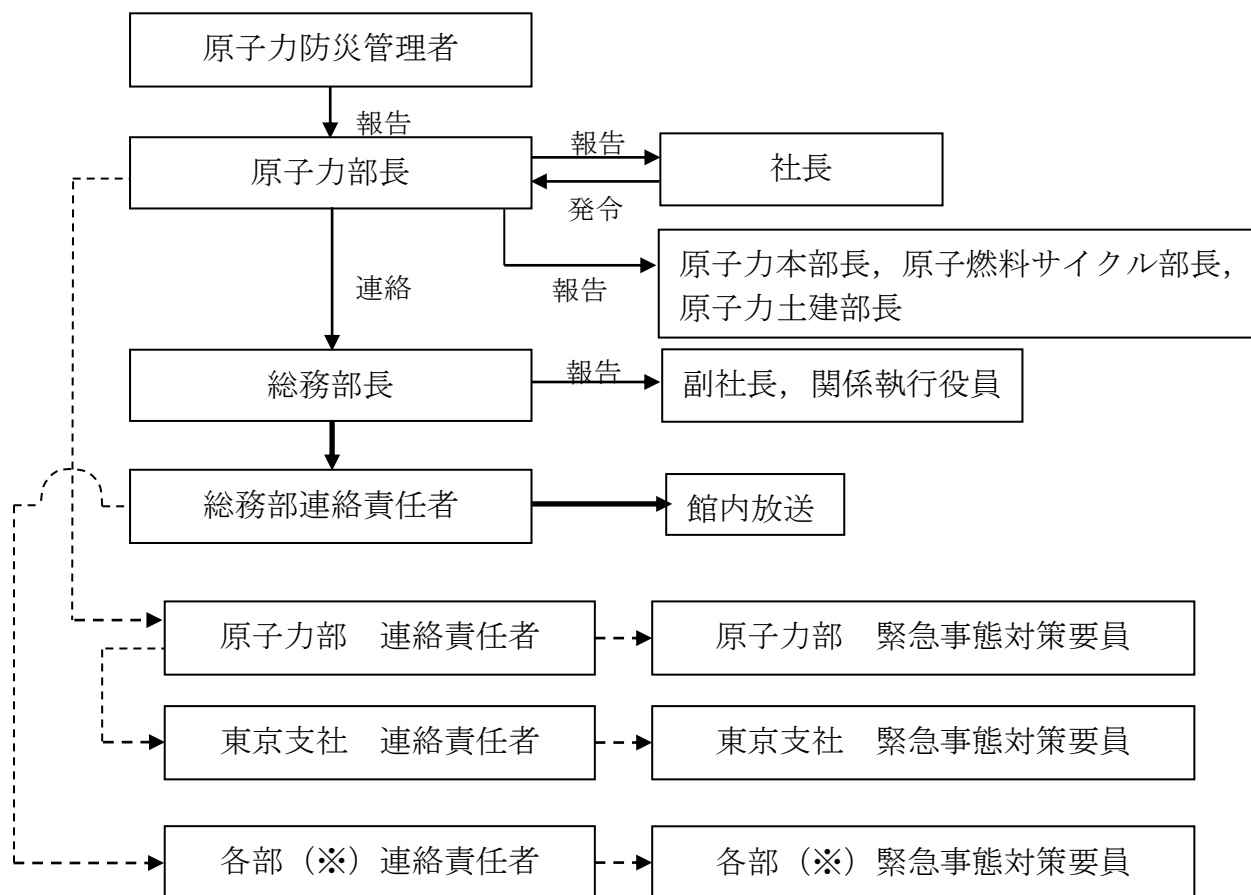 原子力防災管理者
報告
原子力部長
報告
社長
発令
原子力本部長，原子燃料サイクル部長，
原子力土建部長
連絡
報告
総務部長
報告
副社長，関係執行役員
総務部連絡責任者
館内放送
原子力部　連絡責任者
原子力部　緊急事態対策要員
東京支社　連絡責任者
東京支社　緊急事態対策要員
各部（※）連絡責任者
各部（※）緊急事態対策要員